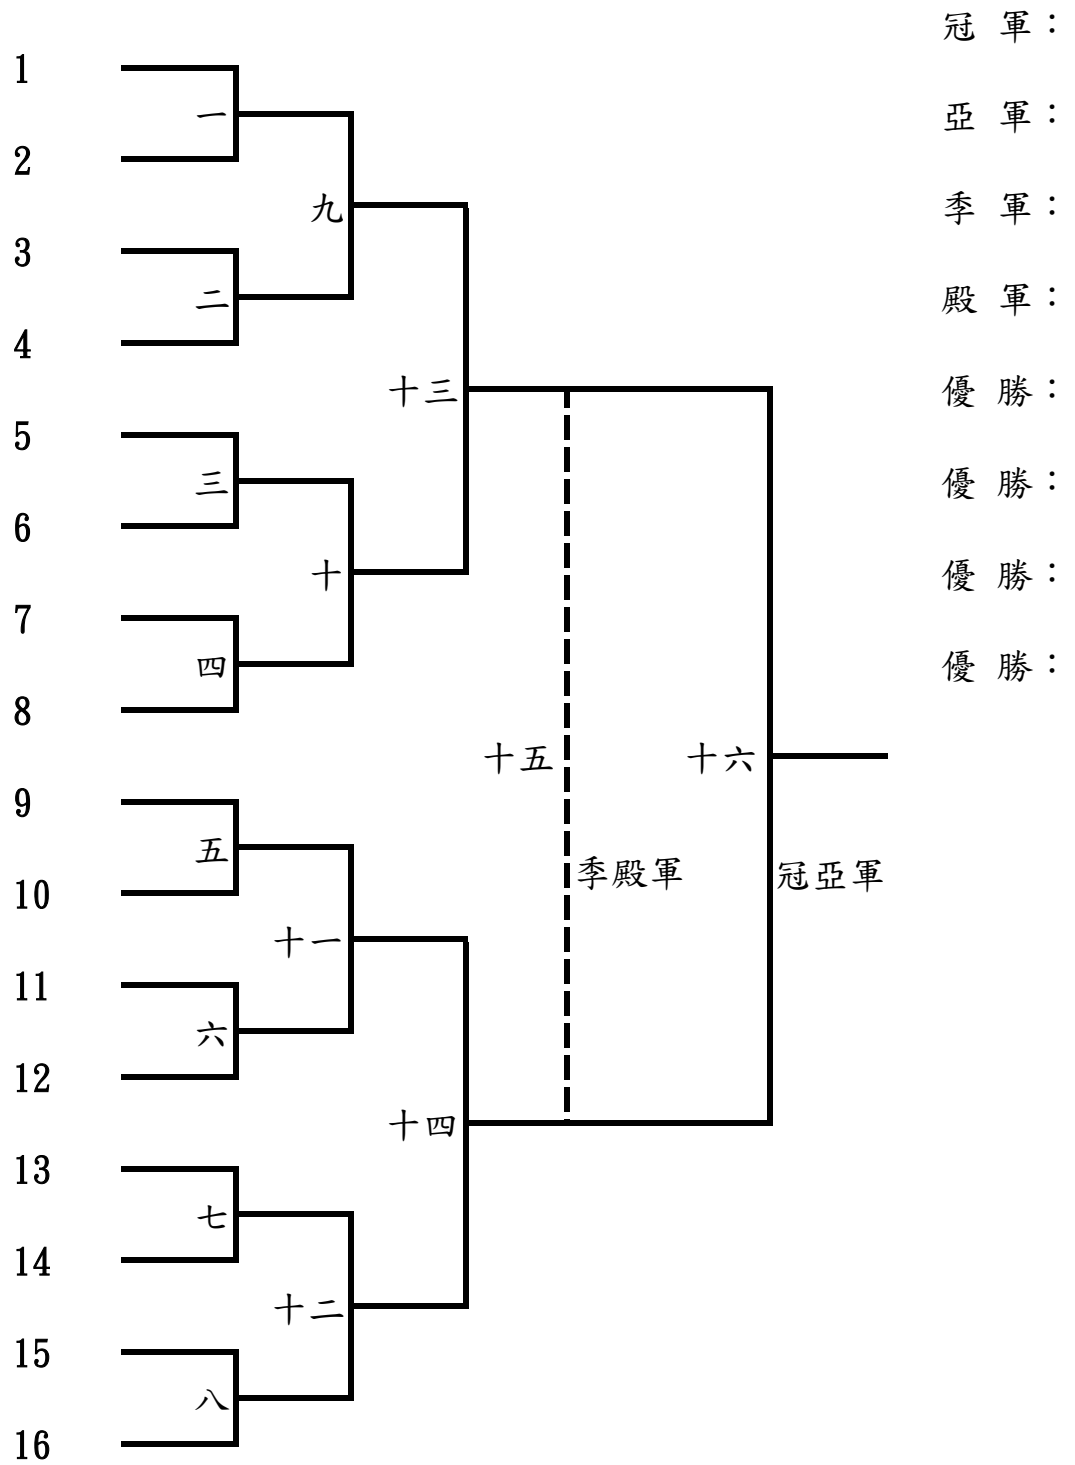 冠 軍：
1
一
亞 軍：
2
九
季 軍：
3
二
殿 軍：
4
十三
優 勝：
5
三
優 勝：
6
十
優 勝：
7
四
優 勝：
8
十五
十六
9
五
季殿軍
冠亞軍
10
十一
11
六
12
十四
13
七
14
十二
15
八
16